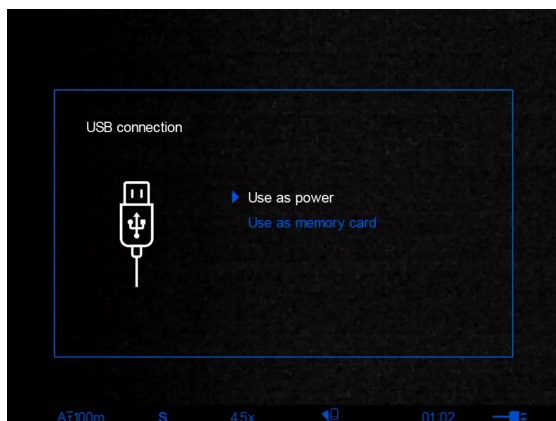 USB connection
Use as power
Use as memory card
A 100m S 4.5x 01:02